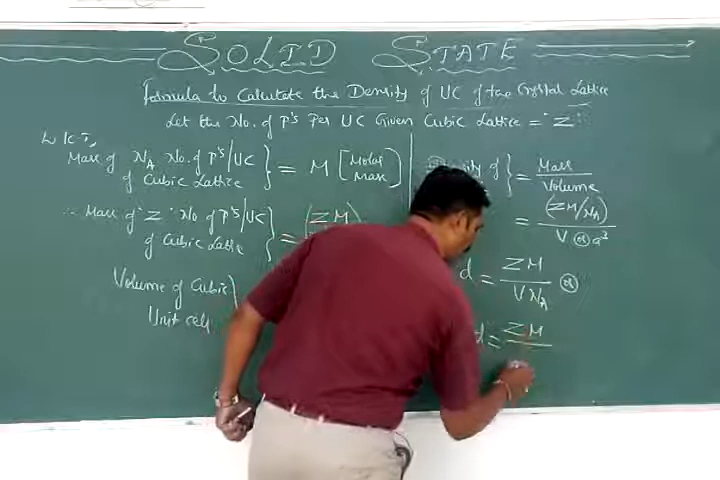 SOLID STATE
Formula to Calculate the Density of UC of the Crystal Lattice
Let the No. of P's Per UC Given Cubic Lattice = 'Z'
W.K.T,
Mass of NA No. of P's/UC of Cubic Lattice } = M [Molar Mass]
∴ Mass of 'Z' No of P's/UC of Cubic Lattice } = (ZM
Volume of Cubic Unit cell
of } = Mass / Volume
= (ZM/NA) / V or a³
d = ZM / VNA or
d = ZM